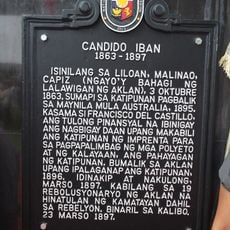 CANDIDO IBAN
1863-1897
ISINILANG SA LILOAN, MALINAO,
CAPIZ (NGAYO'Y BAHAGI NG
LALAWIGAN NG AKLAN), 3 OKTUBRE
1863. SUMAPI SA KATIPUNAN PAGBALIK
SA MAYNILA MULA AUSTRALIA, 1895.
KASAMA SI FRANCISCO DEL CASTILLO,
ANG TULONG PINANSYAL NA IBINIGAY
ANG NAGBIGAY DAAN UPANG MAKABILI
ANG KATIPUNAN NG IMPRENTA PARA
SA PAGPAPALIMBAG NG MGA POLYETO
AT NG KALAYAAN, ANG PAHAYAGAN
NG KATIPUNAN. BUMALIK SA AKLAN
UPANG IPALAGANAP ANG KATIPUNAN,
1896. DINAKIP AT NAKULONG,
MARSO 1897. KABILANG SA 19
REBOLUSYONARYO NG AKLAN NA
HINATULAN NG KAMATAYAN DAHIL
SA REBELYON. BINARIL SA KALIBO,
23 MARSO 1897.